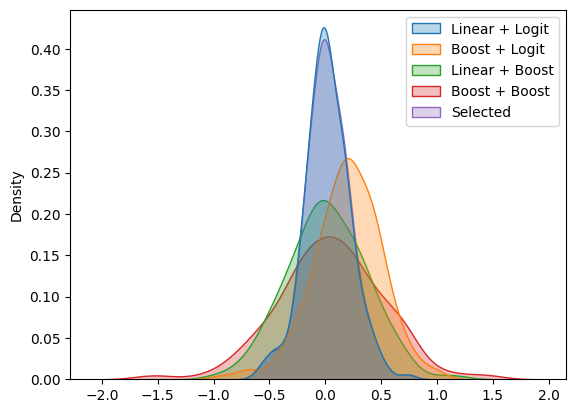 Linear + Logit
Boost + Logit
Linear + Boost
Boost + Boost
Selected
Density
0.40
0.35
0.30
0.25
0.20
0.15
0.10
0.05
0.00
−2.0 −1.5 −1.0 −0.5 0.0 0.5 1.0 1.5 2.0